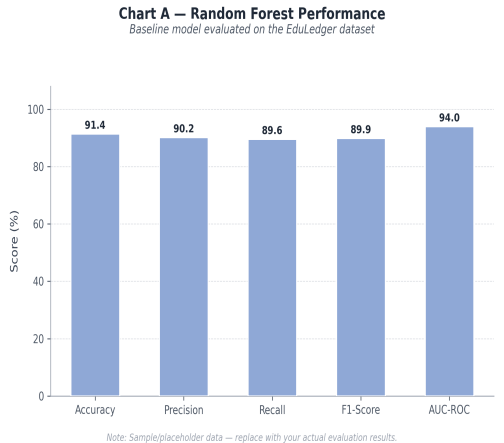 Chart A — Random Forest Performance
Baseline model evaluated on the EduLedger dataset
Score (%)
100
80
60
40
20
0
91.4
90.2
89.6
89.9
94.0
Accuracy
Precision
Recall
F1-Score
AUC-ROC
Note: Sample/placeholder data — replace with your actual evaluation results.